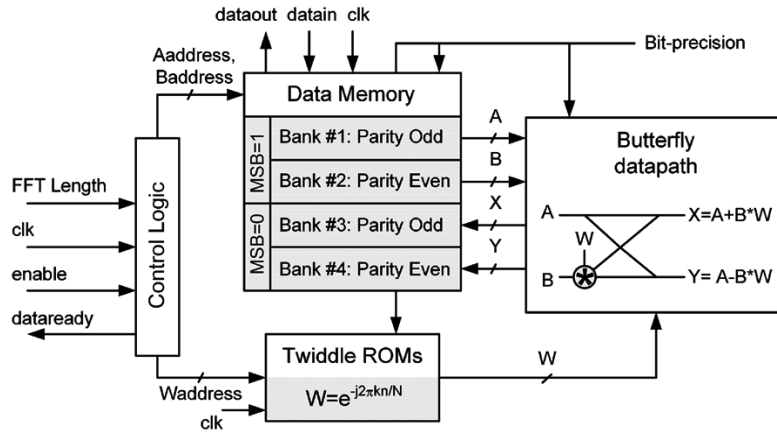 dataout datain clk
Bit-precision
Aaddress,
Baddress
Data Memory
MSB=1
Bank #1: Parity Odd
Bank #2: Parity Even
MSB=0
Bank #3: Parity Odd
Bank #4: Parity Even
A
B
X
Y
Butterfly
datapath
A
X=A+B*W
W
B
*
Y= A-B*W
Control Logic
FFT Length
clk
enable
dataready
Waddress
clk
Twiddle ROMs
W=e^-j2πkn/N
W